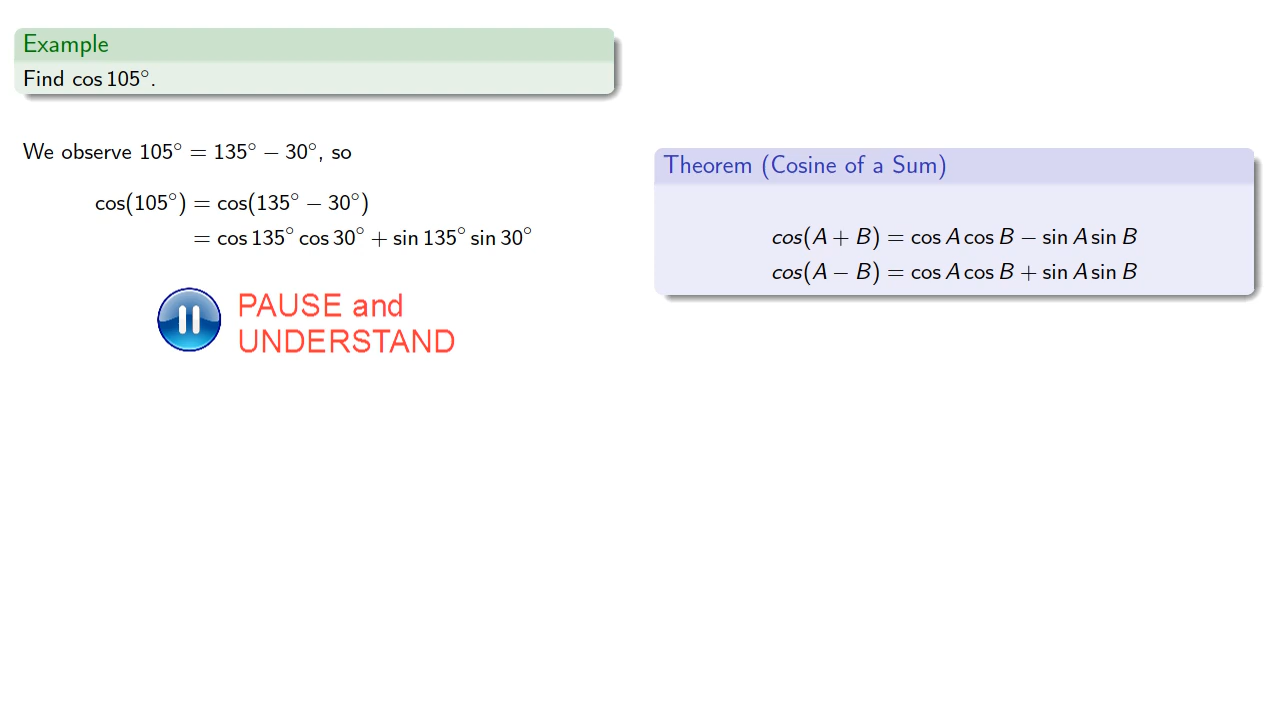 Example
Find cos 105°.
We observe 105° = 135° − 30°, so
cos(105°) = cos(135° − 30°)
= cos 135° cos 30° + sin 135° sin 30°
PAUSE and
UNDERSTAND
Theorem (Cosine of a Sum)
cos(A + B) = cos A cos B − sin A sin B
cos(A − B) = cos A cos B + sin A sin B